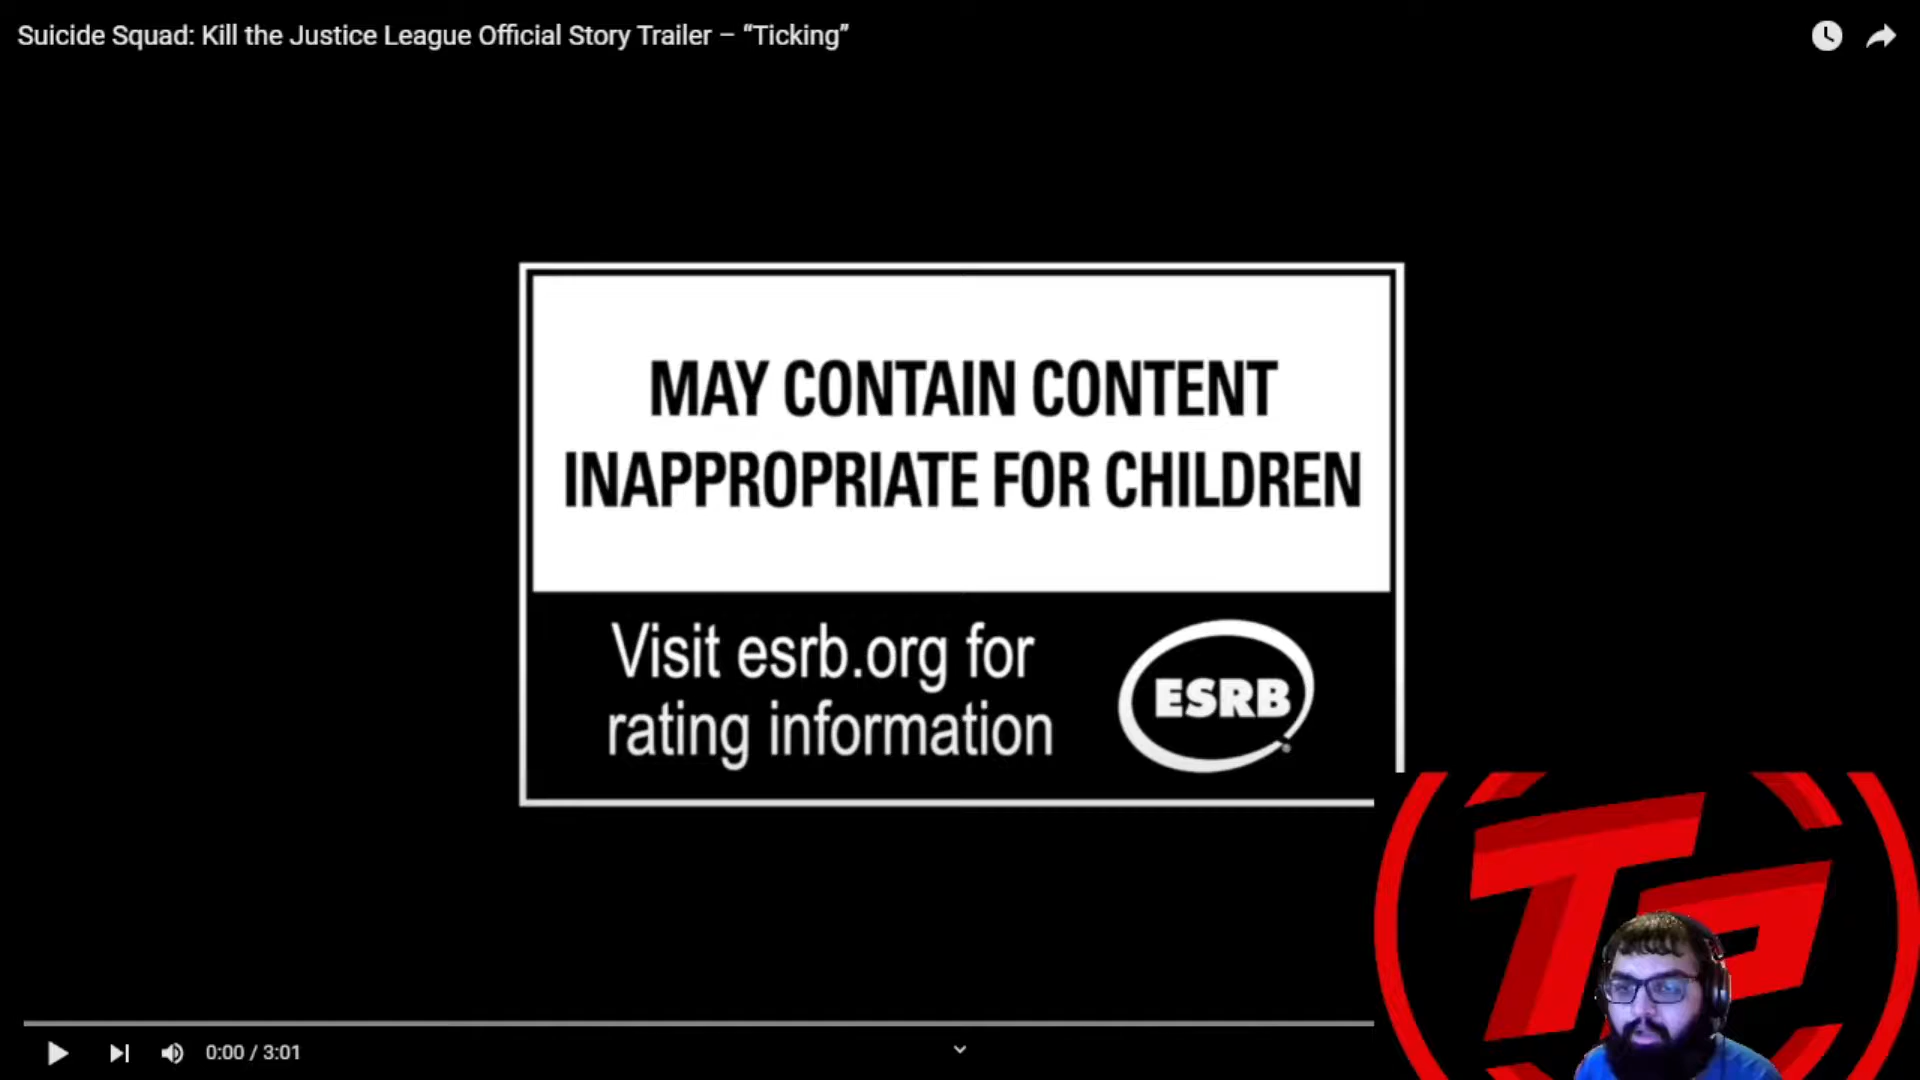 Suicide Squad: Kill the Justice League Official Story Trailer – “Ticking”
MAY CONTAIN CONTENT
INAPPROPRIATE FOR CHILDREN
Visit esrb.org for
rating information
ESRB
0:00 / 3:01